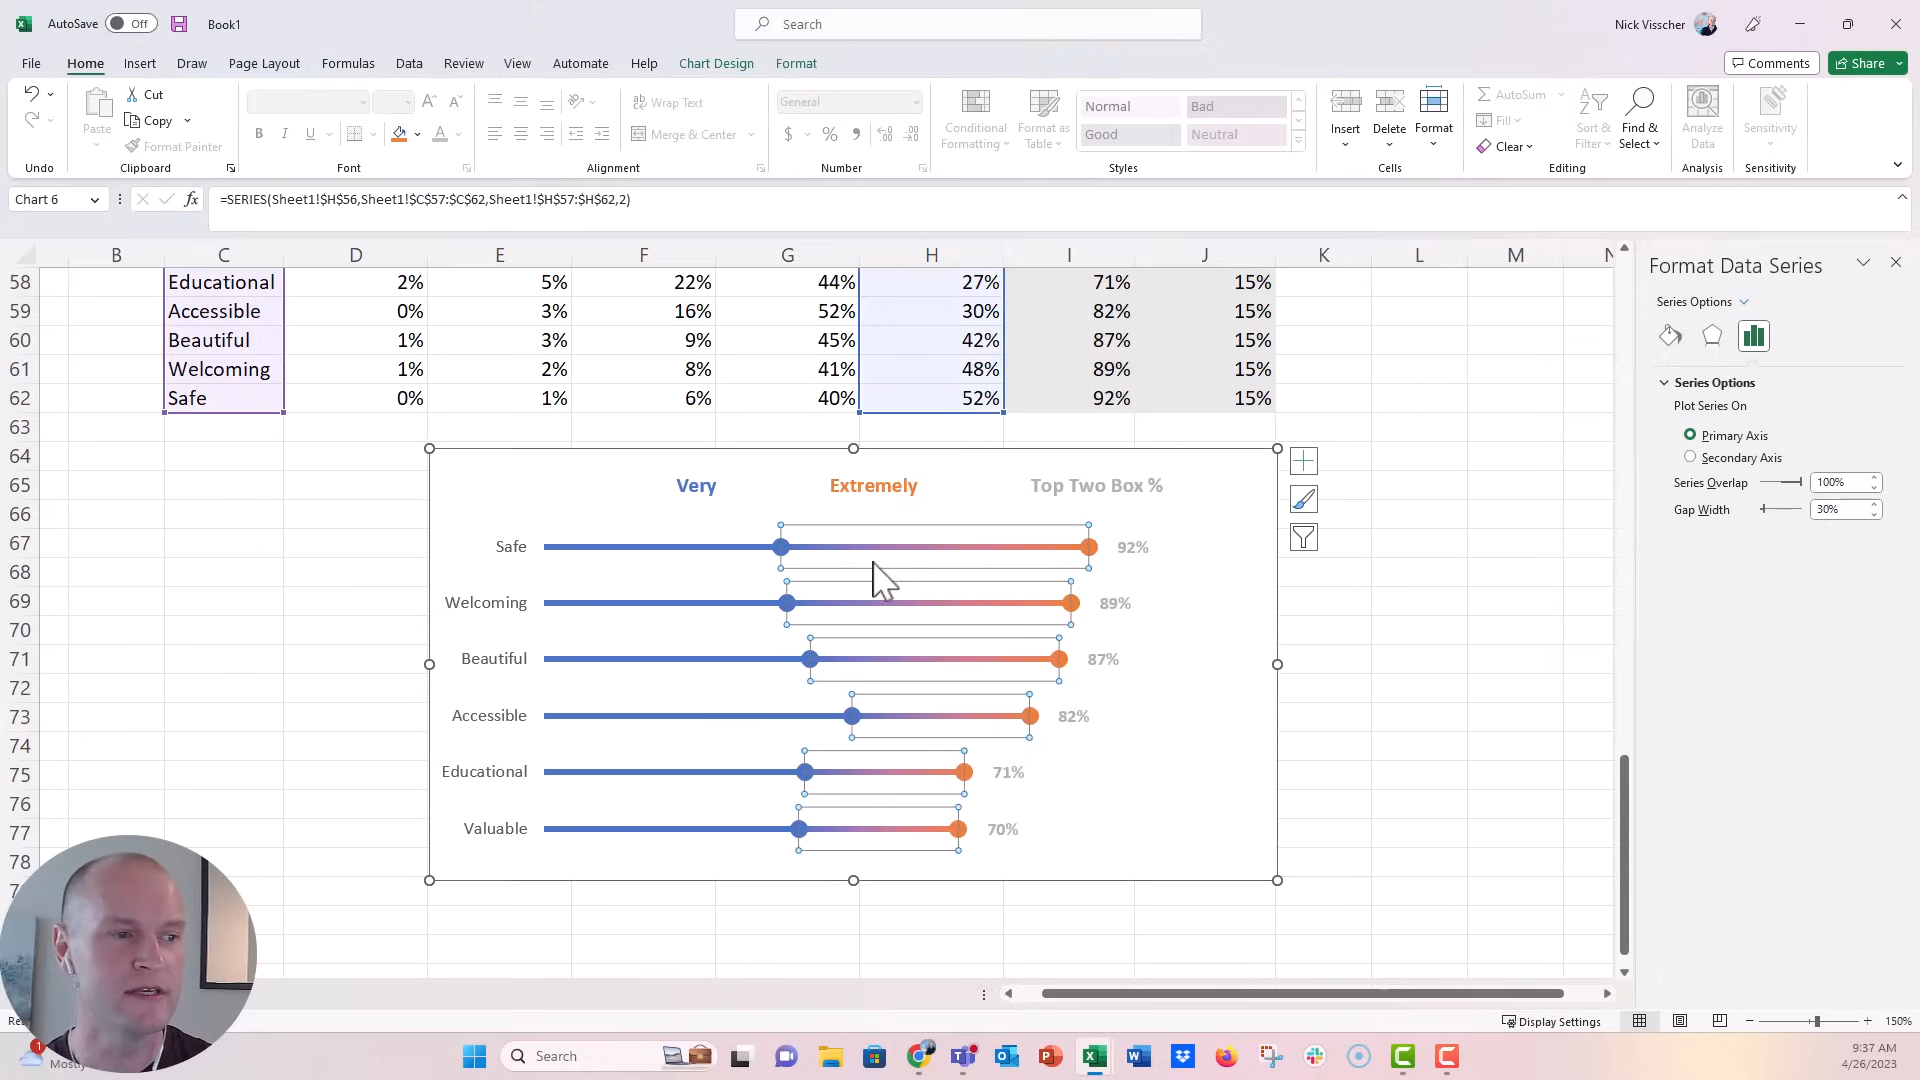 AutoSave Off Book1 Search Nick Visscher
File Home Insert Draw Page Layout Formulas Data Review View Automate Help Chart Design Format Comments Share
Cut Wrap Text General Normal Bad AutoSum
Paste Copy Conditional Formatting Format as Table Insert Delete Format Fill Sort & Filter Find & Select Analyze Data Sensitivity
Format Painter B I U A Merge & Center $ % 9 Good Neutral Clear
Undo Clipboard Font Alignment Number Styles Cells Editing Analysis Sensitivity
Chart 6 fx =SERIES(Sheet1!$H$56,Sheet1!$C$57:$C$62,Sheet1!$H$57:$H$62,2)
B C D E F G H I J K L M N
58 Educational 2% 5% 22% 44% 27% 71% 15%
59 Accessible 0% 3% 16% 52% 30% 82% 15%
60 Beautiful 1% 3% 9% 45% 42% 87% 15%
61 Welcoming 1% 2% 8% 41% 48% 89% 15%
62 Safe 0% 1% 6% 40% 52% 92% 15%
63
64
65 Very Extremely Top Two Box %
66
67 Safe 92%
68
69 Welcoming 89%
70
71 Beautiful 87%
72
73 Accessible 82%
74
75 Educational 71%
76
77 Valuable 70%
78
Format Data Series
Series Options
Series Options
Plot Series On
Primary Axis
Secondary Axis
Series Overlap 100%
Gap Width 30%
Display Settings 150%
1 Search 9:37 AM
4/26/2023